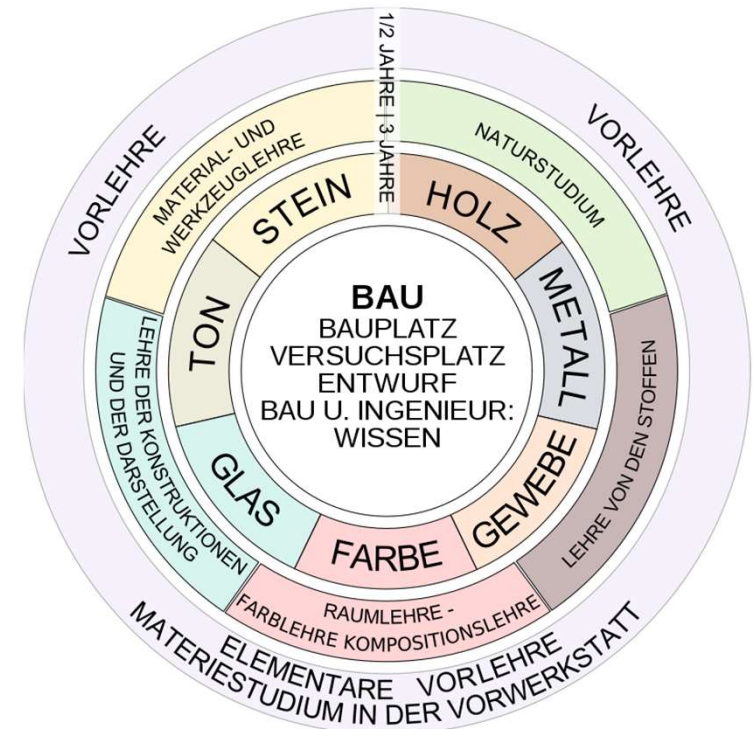 1/2 JAHRE | 3 JAHRE
VORLEHRE
VORLEHRE
ELEMENTARE VORLEHRE
MATERIESTUDIUM IN DER VORWERKSTATT
MATERIAL- UND
WERKZEUGLEHRE
NATURSTUDIUM
LEHRE VON DEN STOFFEN
RAUMLEHRE -
FARBLEHRE KOMPOSITIONSLEHRE
LEHRE DER KONSTRUKTIONEN
UND DER DARSTELLUNG
STEIN
HOLZ
METALL
GEWEBE
FARBE
GLAS
TON
BAU
BAUPLATZ
VERSUCHSPLATZ
ENTWURF
BAU U. INGENIEUR:
WISSEN